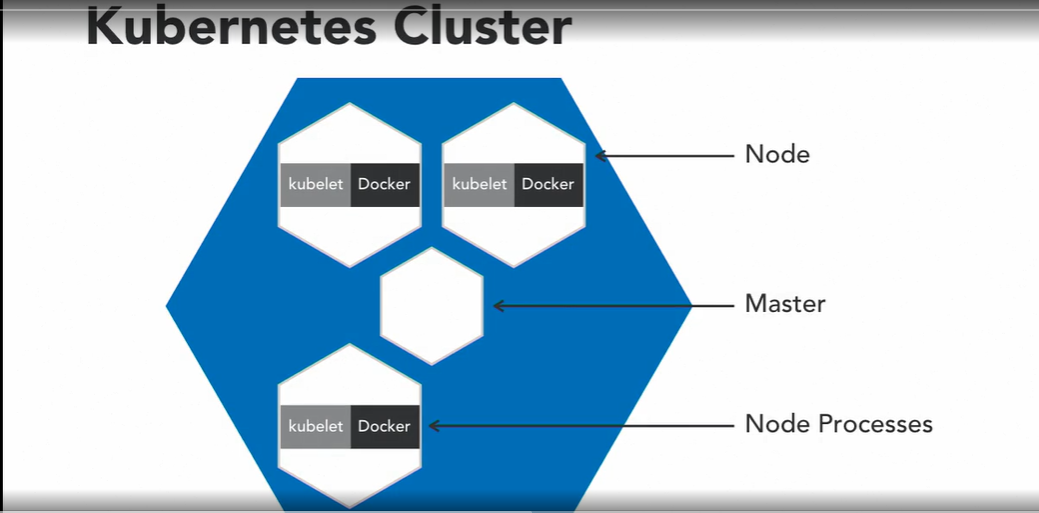 Kubernetes Cluster
kubelet Docker
kubelet Docker
Node
Master
kubelet Docker
Node Processes